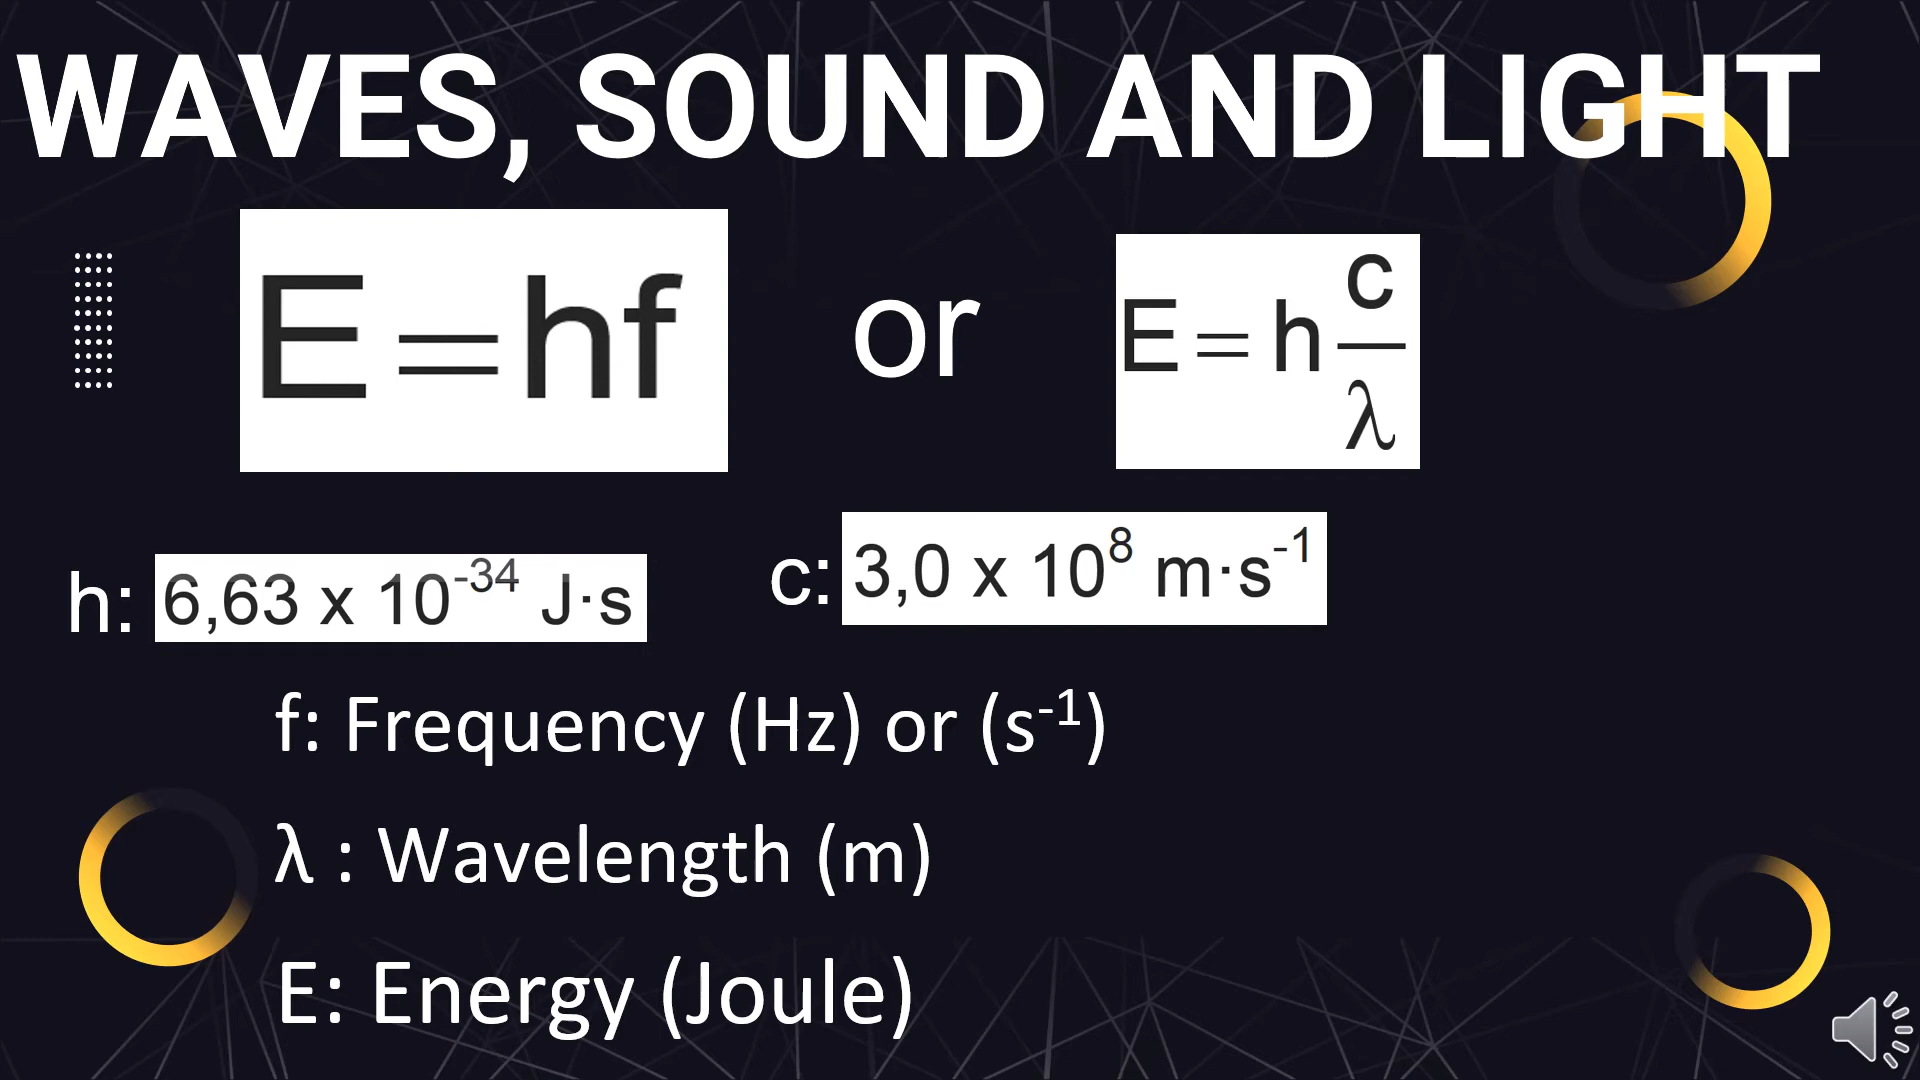 WAVES, SOUND AND LIGHT
E = hf or E = h c/λ
h: 6,63 x 10⁻³⁴ J·s c: 3,0 x 10⁸ m·s⁻¹
f: Frequency (Hz) or (s⁻¹)
λ : Wavelength (m)
E: Energy (Joule)